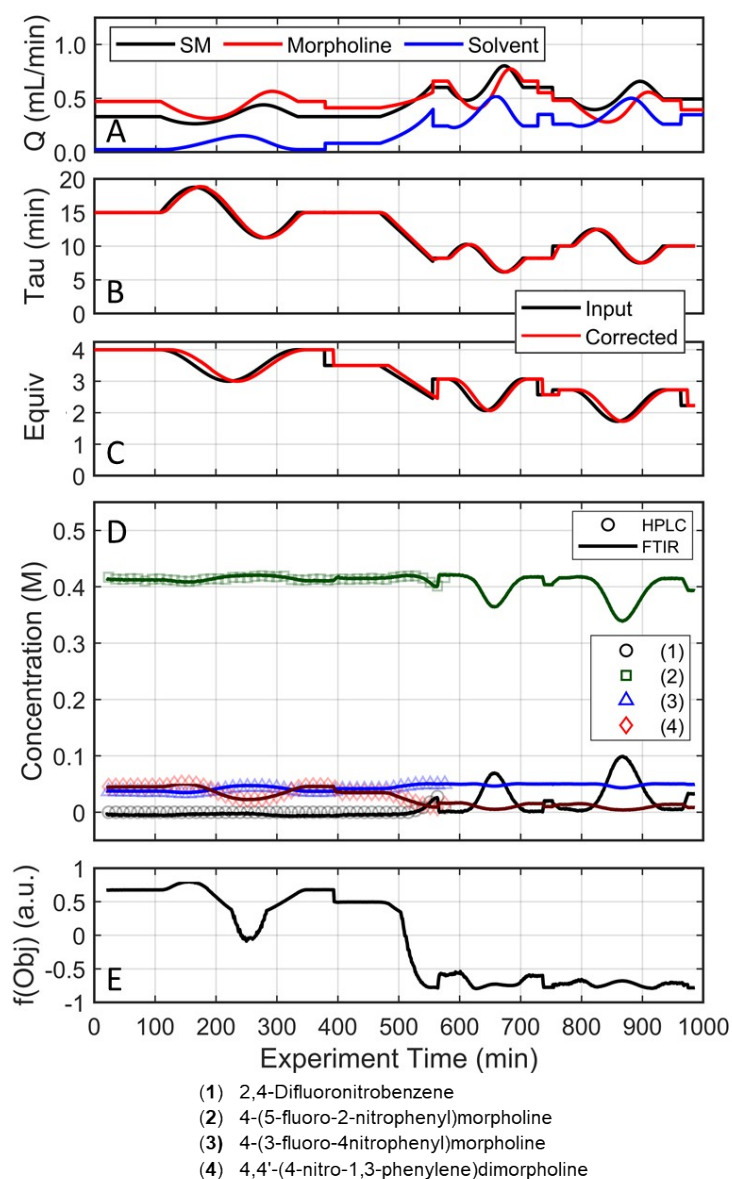 1.0
0.5
0.0
Q (mL/min)
SM Morpholine Solvent
A
20
15
10
5
0
Tau (min)
B
Input
Corrected
4
3
2
1
0
Equiv
C
0.5
0.4
0.3
0.2
0.1
0
Concentration (M)
D
HPLC
FTIR
(1)
(2)
(3)
(4)
1
0.5
0
-0.5
-1
f(Obj) (a.u.)
E
0 100 200 300 400 500 600 700 800 900 1000
Experiment Time (min)
(1) 2,4-Difluoronitrobenzene
(2) 4-(5-fluoro-2-nitrophenyl)morpholine
(3) 4-(3-fluoro-4nitrophenyl)morpholine
(4) 4,4'-(4-nitro-1,3-phenylene)dimorpholine